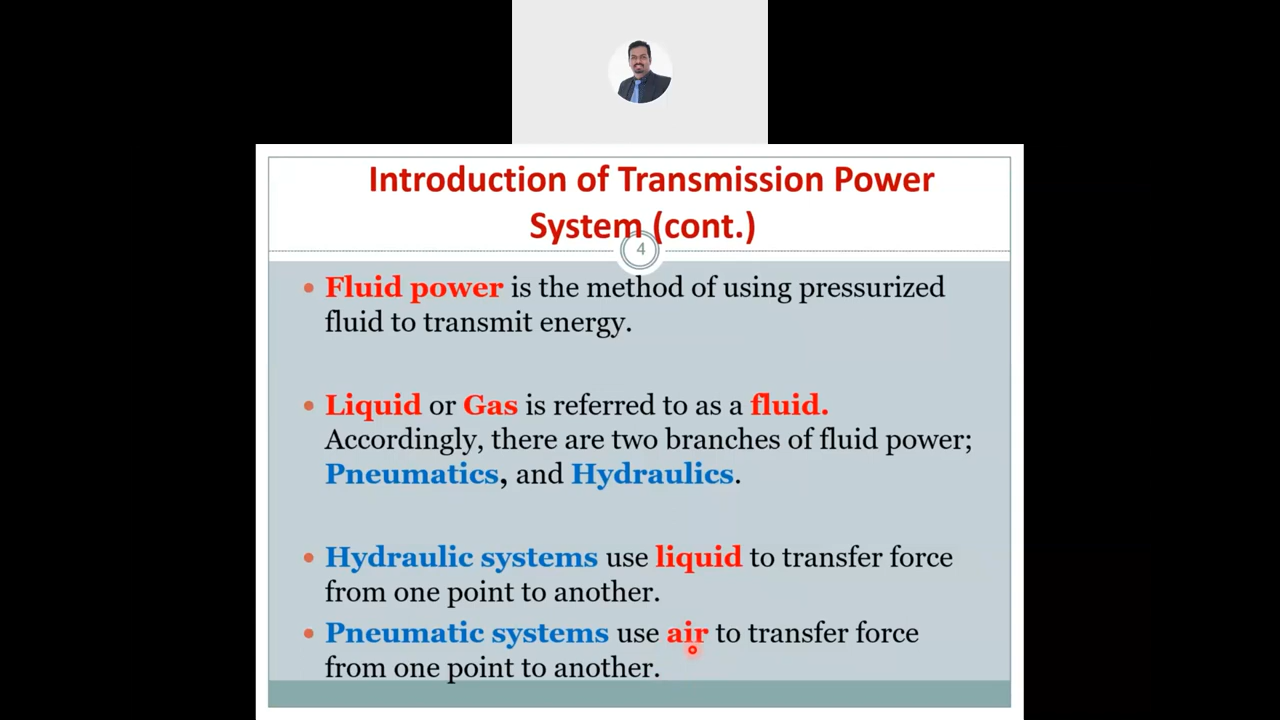 Introduction of Transmission Power
System (cont.)
4
• Fluid power is the method of using pressurized
fluid to transmit energy.
• Liquid or Gas is referred to as a fluid.
Accordingly, there are two branches of fluid power;
Pneumatics, and Hydraulics.
• Hydraulic systems use liquid to transfer force
from one point to another.
• Pneumatic systems use air to transfer force
from one point to another.